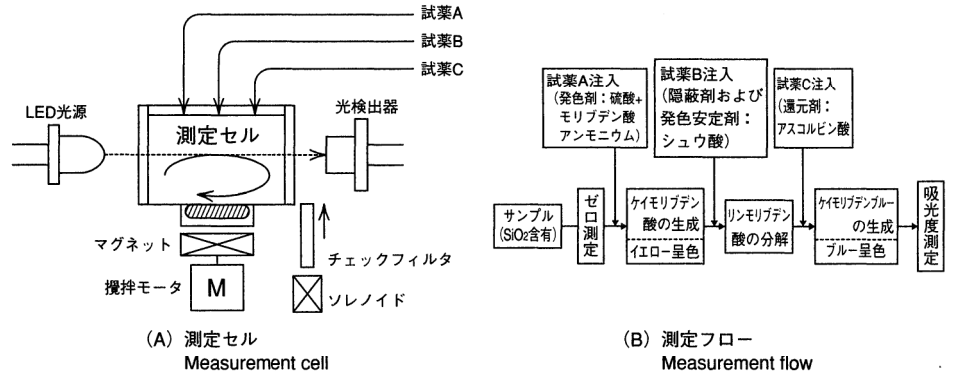 試薬A
試薬B
試薬C
LED光源
光検出器
測定セル
マグネット
攪拌モータ
M
チェックフィルタ
ソレノイド
(A) 測定セル
Measurement cell
試薬A注入
(発色剤:硫酸+
モリブデン酸
アンモニウム)
試薬B注入
(隠蔽剤および
発色安定剤:
シュウ酸)
試薬C注入
(還元剤:
アスコルビン酸
サンプル
(SiO2含有)
ゼロ測定
ケイモリブデン
酸の生成
イエロー呈色
リンモリブデン
酸の分解
ケイモリブデンブルー
の生成
ブルー呈色
吸光度測定
(B) 測定フロー
Measurement flow